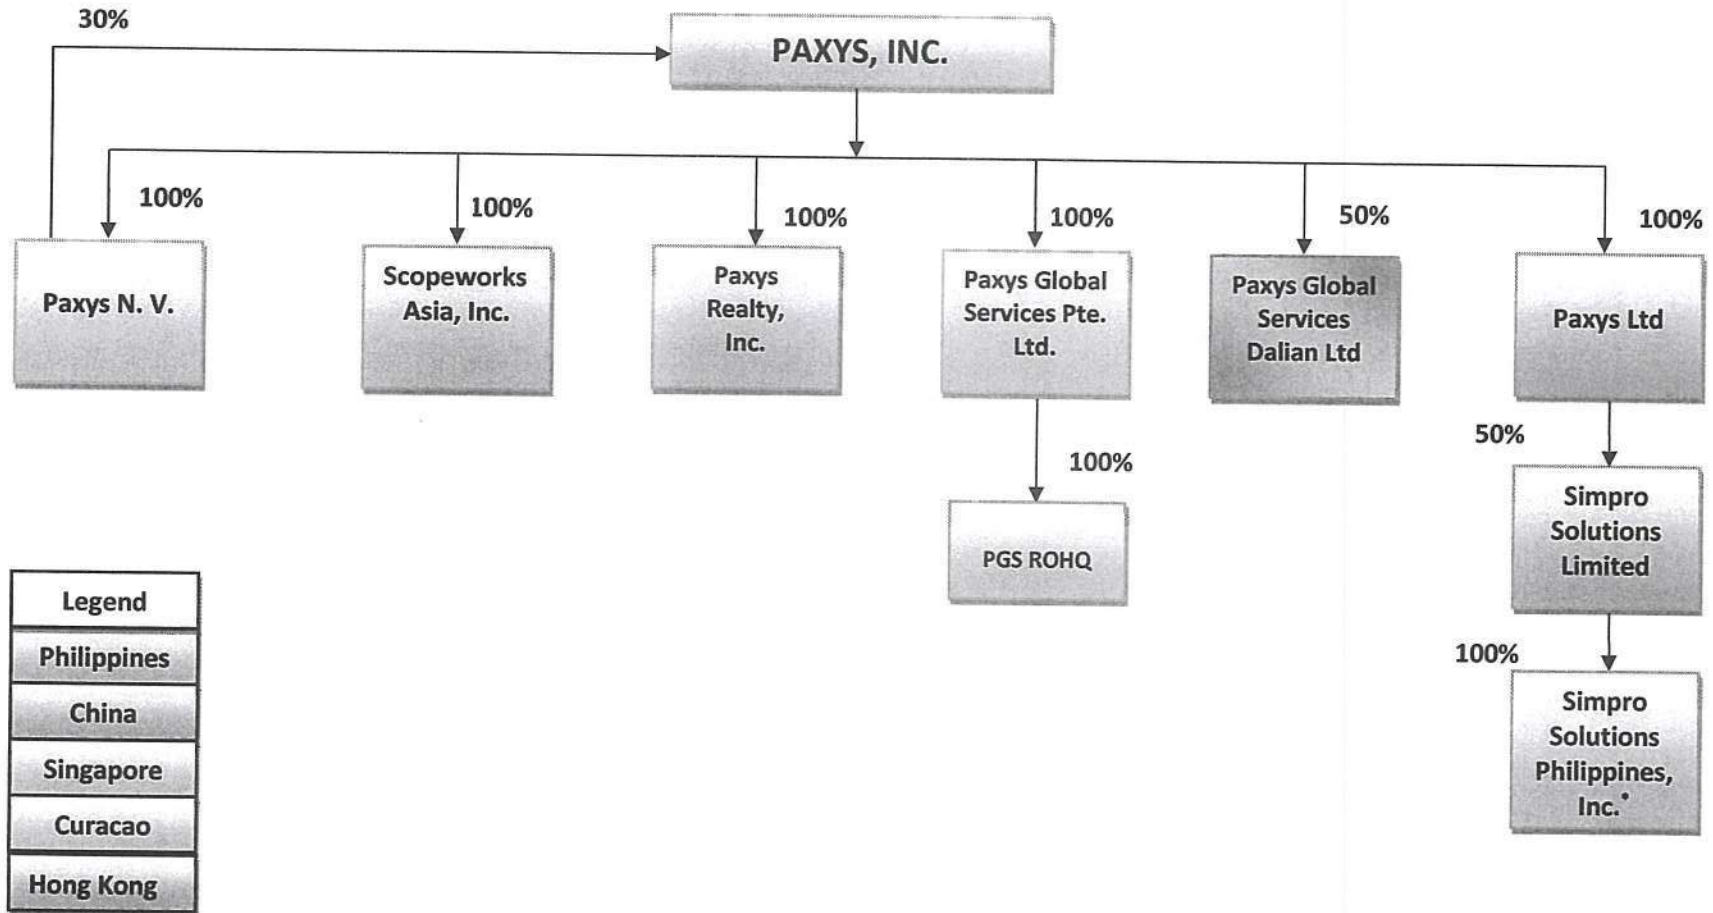 30%
PAXYS, INC.
100%
100%
100%
100%
50%
100%
Paxys N. V.
Scopeworks
Asia, Inc.
Paxys
Realty,
Inc.
Paxys Global
Services Pte.
Ltd.
Paxys Global
Services
Dalian Ltd
Paxys Ltd
100%
PGS ROHQ
50%
Simpro
Solutions
Limited
100%
Simpro
Solutions
Philippines,
Inc.*
Legend
Philippines
China
Singapore
Curacao
Hong Kong